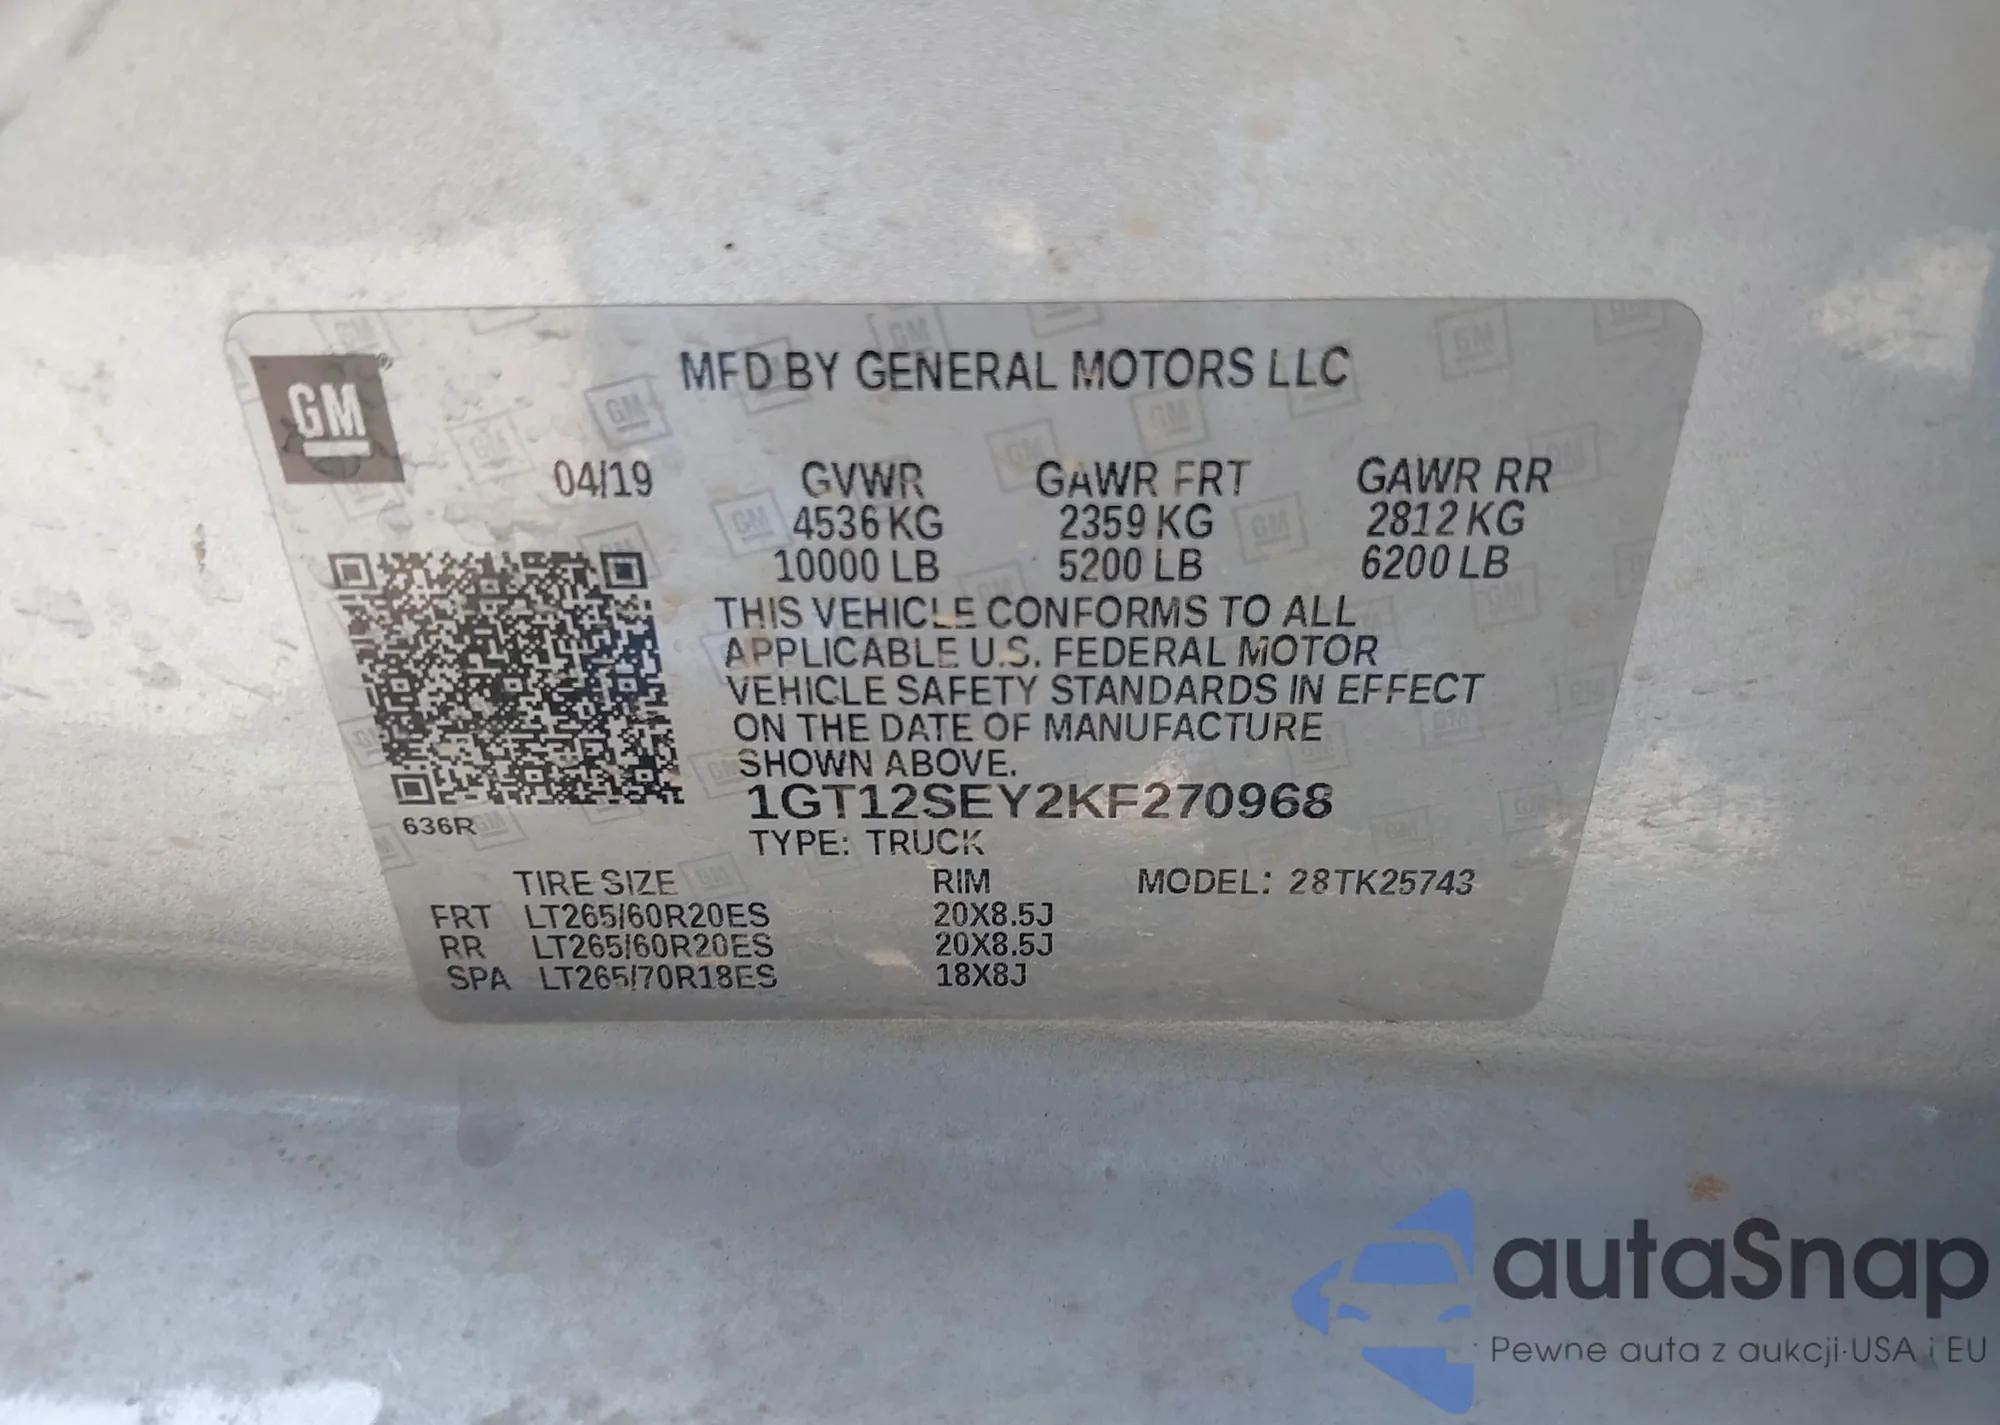 GM
MFD BY GENERAL MOTORS LLC
04/19 GVWR GAWR FRT GAWR RR
4536 KG 2359 KG 2812 KG
10000 LB 5200 LB 6200 LB
THIS VEHICLE CONFORMS TO ALL
APPLICABLE U.S. FEDERAL MOTOR
VEHICLE SAFETY STANDARDS IN EFFECT
ON THE DATE OF MANUFACTURE
SHOWN ABOVE.
1GT12SEY2KF270968
636R
TYPE: TRUCK
TIRE SIZE RIM MODEL: 28TK25743
FRT LT265/60R20ES 20X8.5J
RR LT265/60R20ES 20X8.5J
SPA LT265/70R18ES 18X8J
autaSnap
Pewne auta z aukcji USA i EU